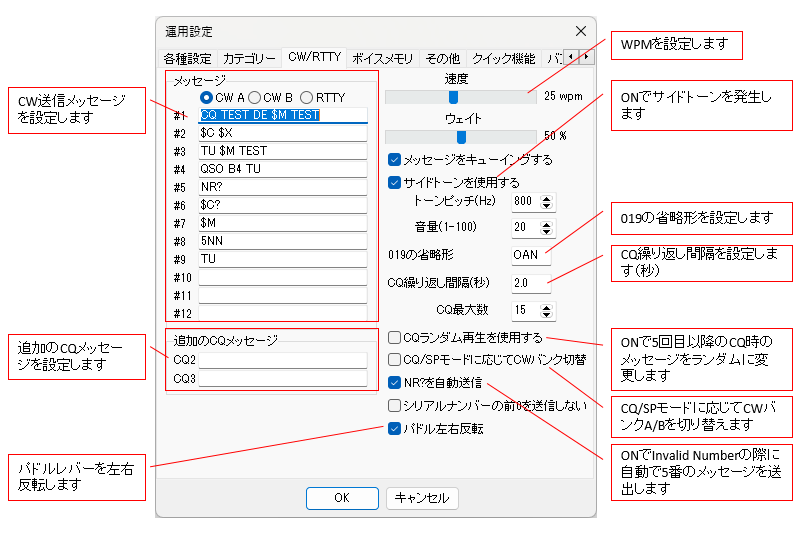 運用設定
各種設定 カテゴリー CW/RTTY ボイスメモリ その他 クイック機能
メッセージ
CW A CW B RTTY
#1 CQ TEST DE $M TEST
#2 $C $X
#3 TU $M TEST
#4 QSO B4 TU
#5 NR?
#6 $C?
#7 $M
#8 5NN
#9 TU
#10
#11
#12
追加のCQメッセージ
CQ2
CQ3
速度
25 wpm
ウェイト
50 %
メッセージをキューイングする
サイドトーンを使用する
トーンピッチ(Hz) 800
音量(1-100) 20
019の省略形 OAN
CQ繰り返し間隔(秒) 2.0
CQ最大数 15
CQランダム再生を使用する
CQ/SPモードに応じてCWバンク切替
NR?を自動送信
シリアルナンバーの前0を送信しない
パドル左右反転
OK キャンセル
CW送信メッセージ
を設定します
追加のCQメッセー
ジを設定します
パドルレバーを左右
反転します
WPMを設定します
ONでサイドトーンを発生し
ます
019の省略形を設定します
CQ繰り返し間隔を設定しま
す(秒)
ONで5回目以降のCQ時の
メッセージをランダムに変
更します
CQ/SPモードに応じてCWバ
ンクA/Bを切り替えます
ONでInvalid Numberの際に
自動で5番のメッセージを送
出します